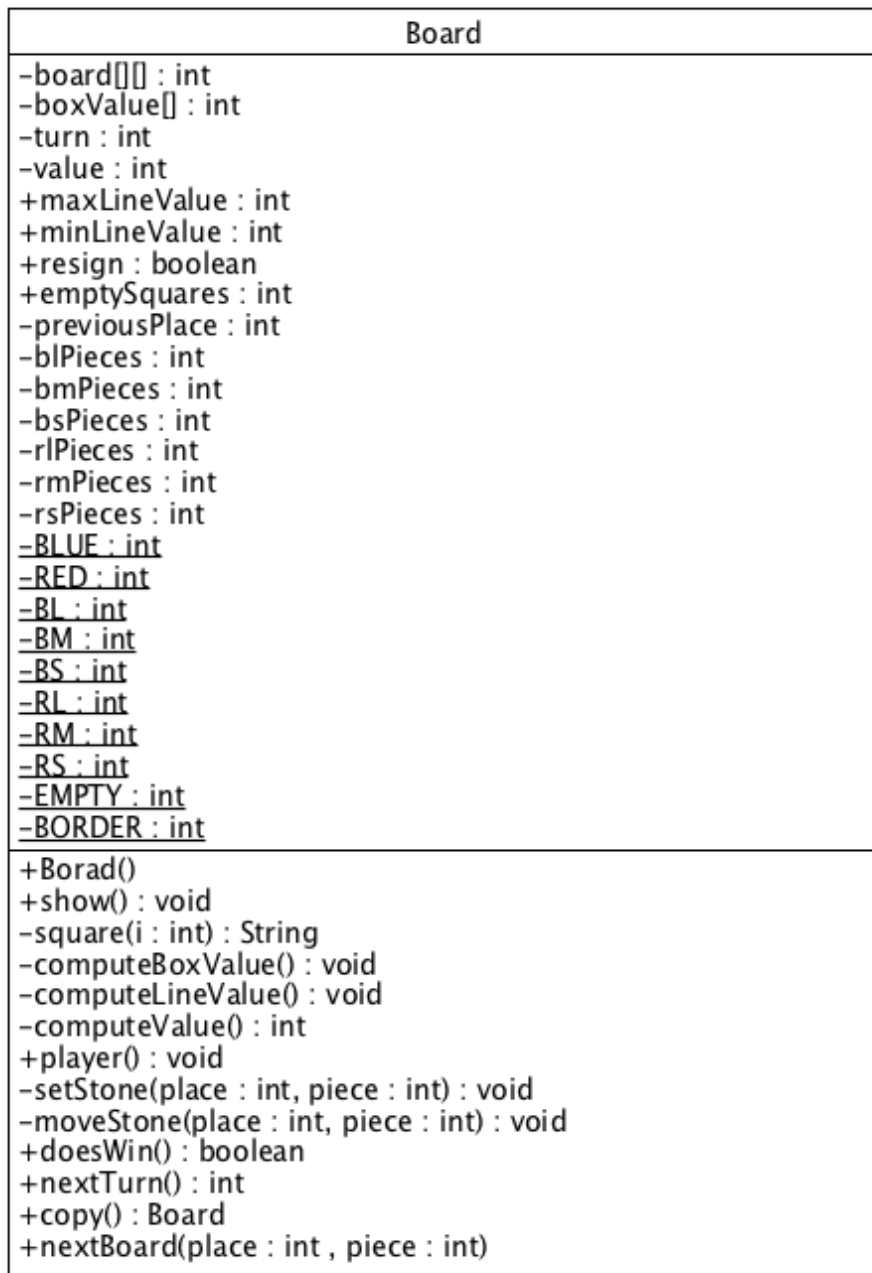 Board
-board[][] : int
-boxValue[] : int
-turn : int
-value : int
+maxLineValue : int
+minLineValue : int
+resign : boolean
+emptySquares : int
-previousPlace : int
-blPieces : int
-bmPieces : int
-bsPieces : int
-rlPieces : int
-rmPieces : int
-rsPieces : int
-BLUE : int
-RED : int
-BL : int
-BM : int
-BS : int
-RL : int
-RM : int
-RS : int
-EMPTY : int
-BORDER : int
+Borad()
+show() : void
-square(i : int) : String
-computeBoxValue() : void
-computeLineValue() : void
-computeValue() : int
+player() : void
-setStone(place : int, piece : int) : void
-moveStone(place : int, piece : int) : void
+doesWin() : boolean
+nextTurn() : int
+copy() : Board
+nextBoard(place : int , piece : int)